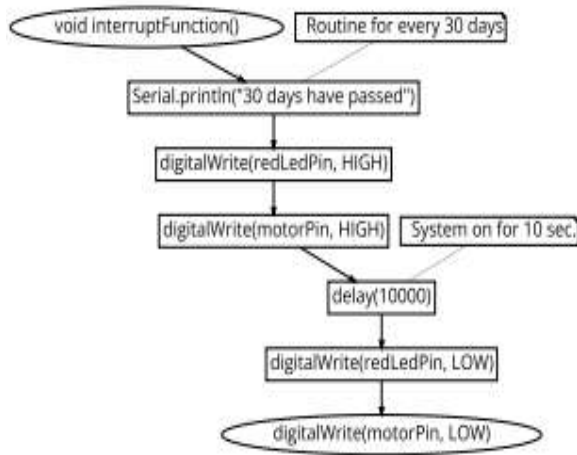 void interruptFunction()
Routine for every 30 days
Serial.println("30 days have passed")
digitalWrite(redLedPin, HIGH)
digitalWrite(motorPin, HIGH)
System on for 10 sec.
delay(10000)
digitalWrite(redLedPin, LOW)
digitalWrite(motorPin, LOW)